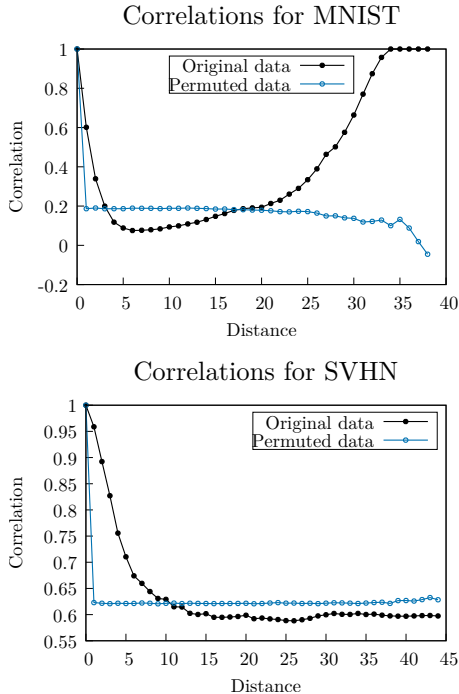 Correlations for MNIST
1
0.8
0.6
0.4
0.2
0
-0.2
Correlation
Original data
Permuted data
0 5 10 15 20 25 30 35 40
Distance
Correlations for SVHN
1
0.95
0.9
0.85
0.8
0.75
0.7
0.65
0.6
0.55
Correlation
Original data
Permuted data
0 5 10 15 20 25 30 35 40 45
Distance